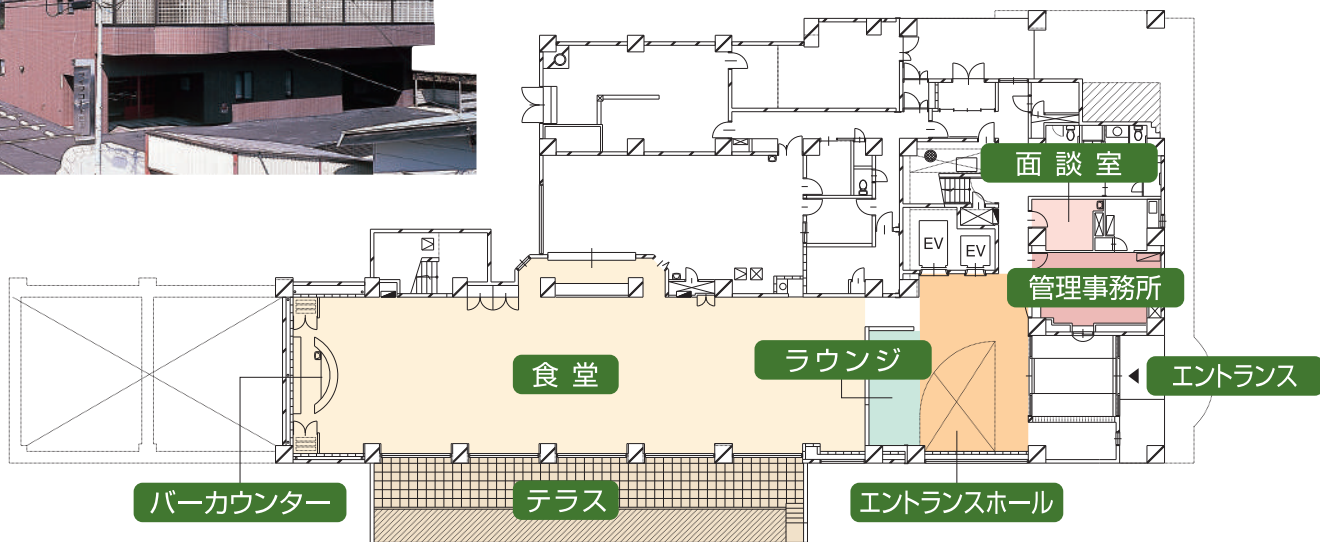 面談室
EV
EV
管理事務所
ラウンジ
エントランス
食堂
バーカウンター
テラス
エントランスホール